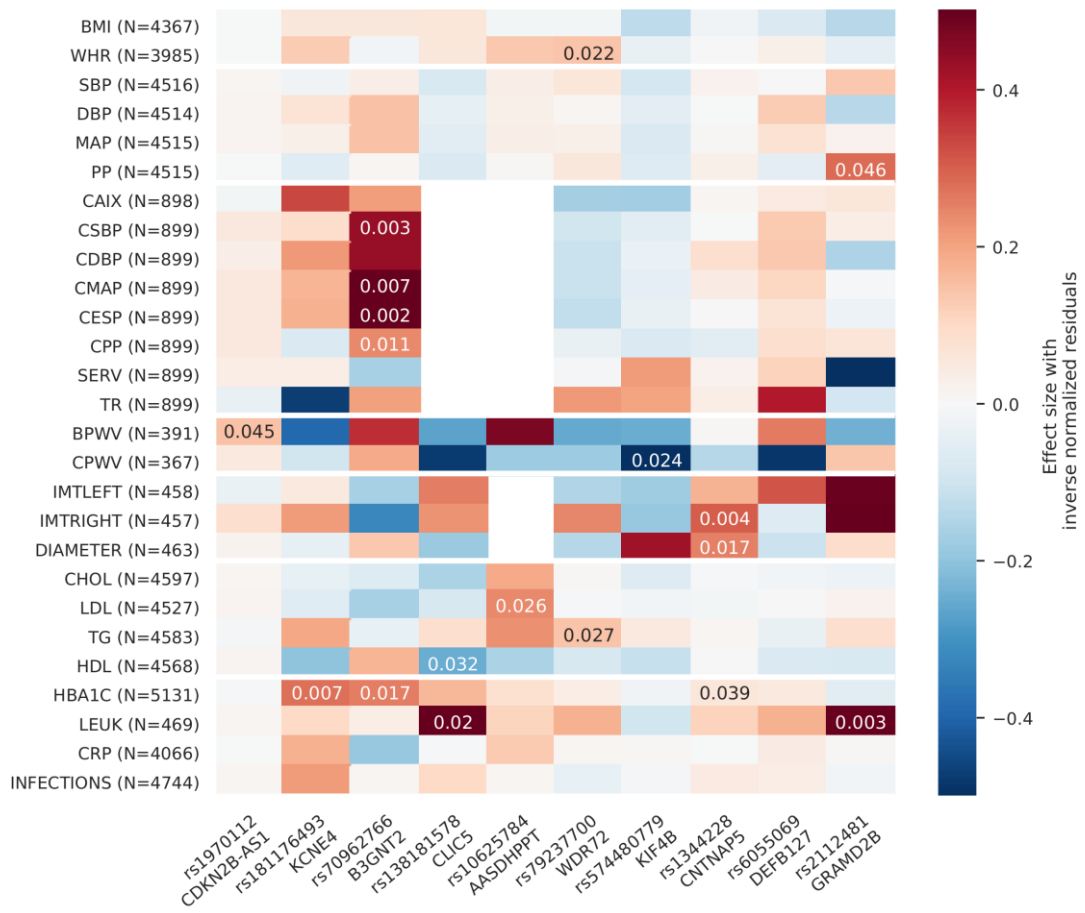 BMI (N=4367)
WHR (N=3985) 0.022
SBP (N=4516)
DBP (N=4514)
MAP (N=4515)
PP (N=4515) 0.046
CAIX (N=898)
CSBP (N=899) 0.003
CDBP (N=899)
CMAP (N=899) 0.007
CESP (N=899) 0.002
CPP (N=899) 0.011
SERV (N=899)
TR (N=899)
BPWV (N=391) 0.045
CPWV (N=367) 0.024
IMTLEFT (N=458)
IMTRIGHT (N=457) 0.004
DIAMETER (N=463) 0.017
CHOL (N=4597)
LDL (N=4527) 0.026
TG (N=4583) 0.027
HDL (N=4568) 0.032
HBA1C (N=5131) 0.007 0.017 0.039
LEUK (N=469) 0.02 0.003
CRP (N=4066)
INFECTIONS (N=4744)
rs1970112
CDKN2B-AS1
rs181176493
KCNE4
rs70962766
B3GNT2
rs138181578
CLIC5
rs10625784
AASDHPPT
rs79237700
WDR72
rs574480779
KIF4B
rs1344228
CNTNAP5
rs6055069
DEFB127
rs2112481
GRAMD2B
0.4
0.2
0.0
−0.2
−0.4
Effect size with
inverse normalized residuals